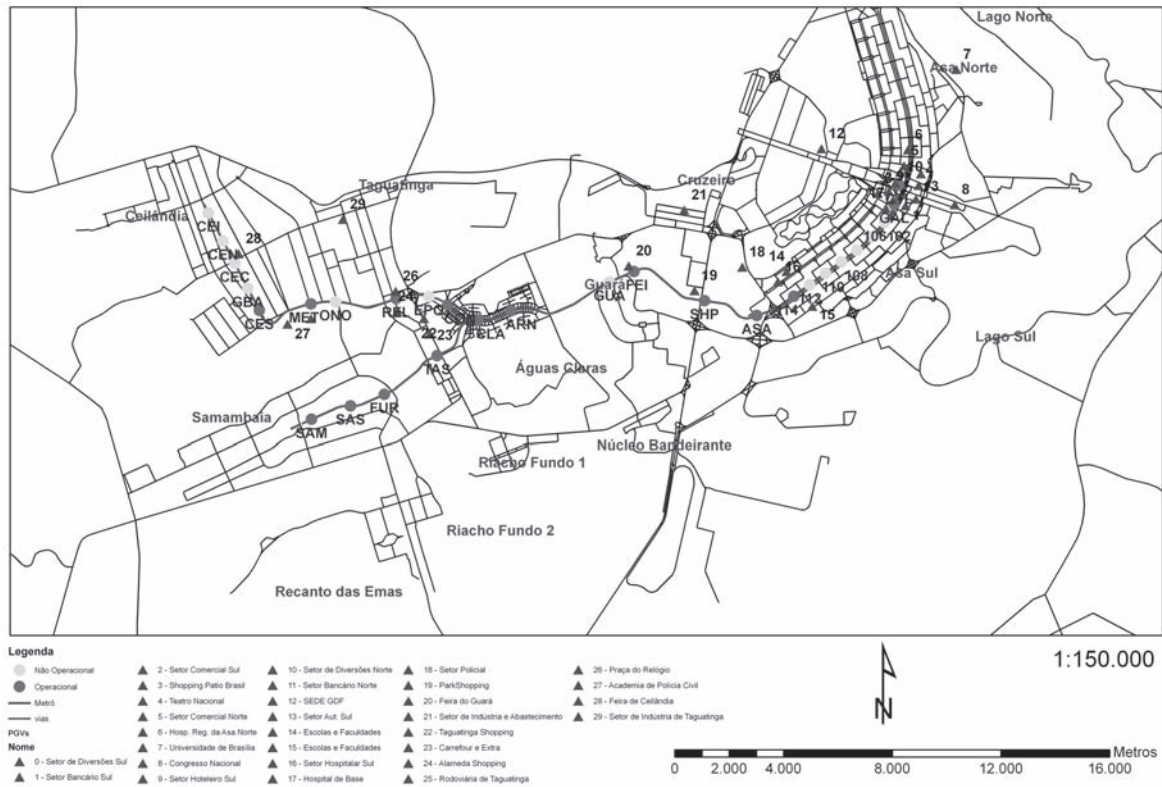 Lago Norte
7
Asa Norte
12
6
5
8
Cruzeiro
21
Taguatinga
29
Ceilândia
CEI
28
CEN
CEC
GBA
CES
GAL
106
102
Asa Sul
108
110
112
114
15
14
16
18
20
Guará
FEI
GUA
19
SHP
ASA
Lago Sul
26
24
REL
EPQ
MET
ONO
27
22
23
CLA
ARN
TAS
Águas Claras
FUR
SAS
SAM
Samambaia
Núcleo Bandeirante
Riacho Fundo 1
Riacho Fundo 2
Recanto das Emas
Legenda
Não Operacional
Operacional
Metrô
vias
PGVs
Nome
0 - Setor de Diversões Sul
1 - Setor Bancário Sul
2 - Setor Comercial Sul
3 - Shopping Patio Brasil
4 - Teatro Nacional
5 - Setor Comercial Norte
6 - Hosp. Reg. da Asa Norte
7 - Universidade de Brasília
8 - Congresso Nacional
9 - Setor Hoteleiro Sul
10 - Setor de Diversões Norte
11 - Setor Bancário Norte
12 - SEDE GDF
13 - Setor Aut. Sul
14 - Escolas e Faculdades
15 - Escolas e Faculdades
16 - Setor Hospitalar Sul
17 - Hospital de Base
18 - Setor Policial
19 - ParkShopping
20 - Feira do Guará
21 - Setor de Indústria e Abastecimento
22 - Taguatinga Shopping
23 - Carrefour e Extra
24 - Alameda Shopping
25 - Rodoviária de Taguatinga
26 - Praça do Relógio
27 - Academia de Polícia Civil
28 - Feira de Ceilândia
29 - Setor de Indústria de Taguatinga
N
1:150.000
Metros
0 2.000 4.000 8.000 12.000 16.000